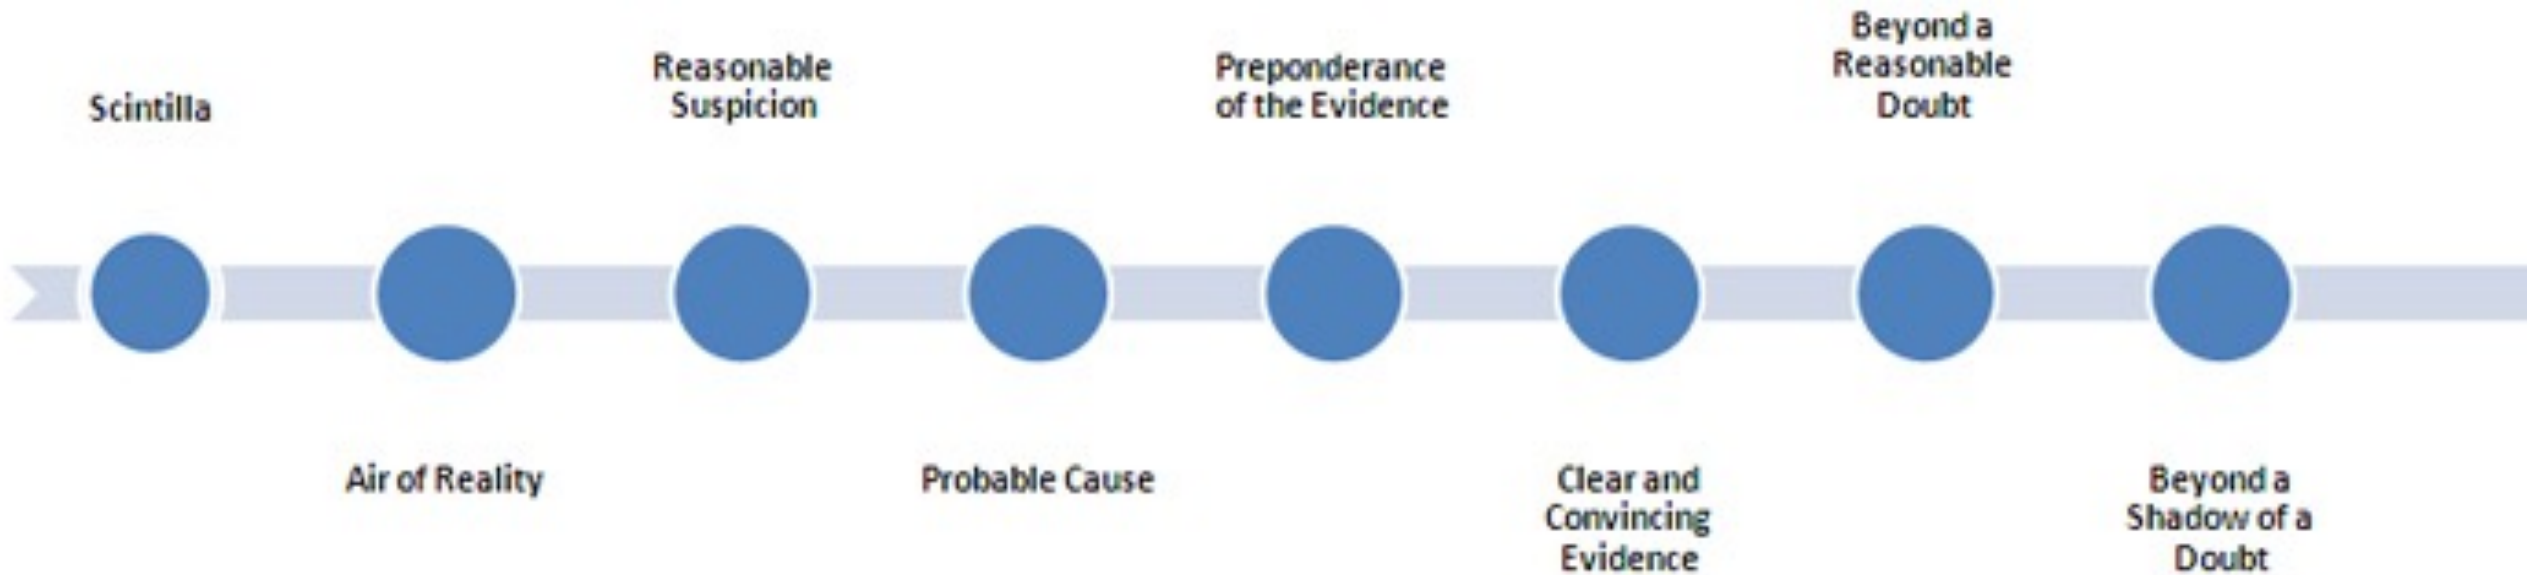 Scintilla
Air of Reality
Reasonable
Suspicion
Probable Cause
Preponderance
of the Evidence
Clear and
Convincing
Evidence
Beyond a
Reasonable
Doubt
Beyond a
Shadow of a
Doubt